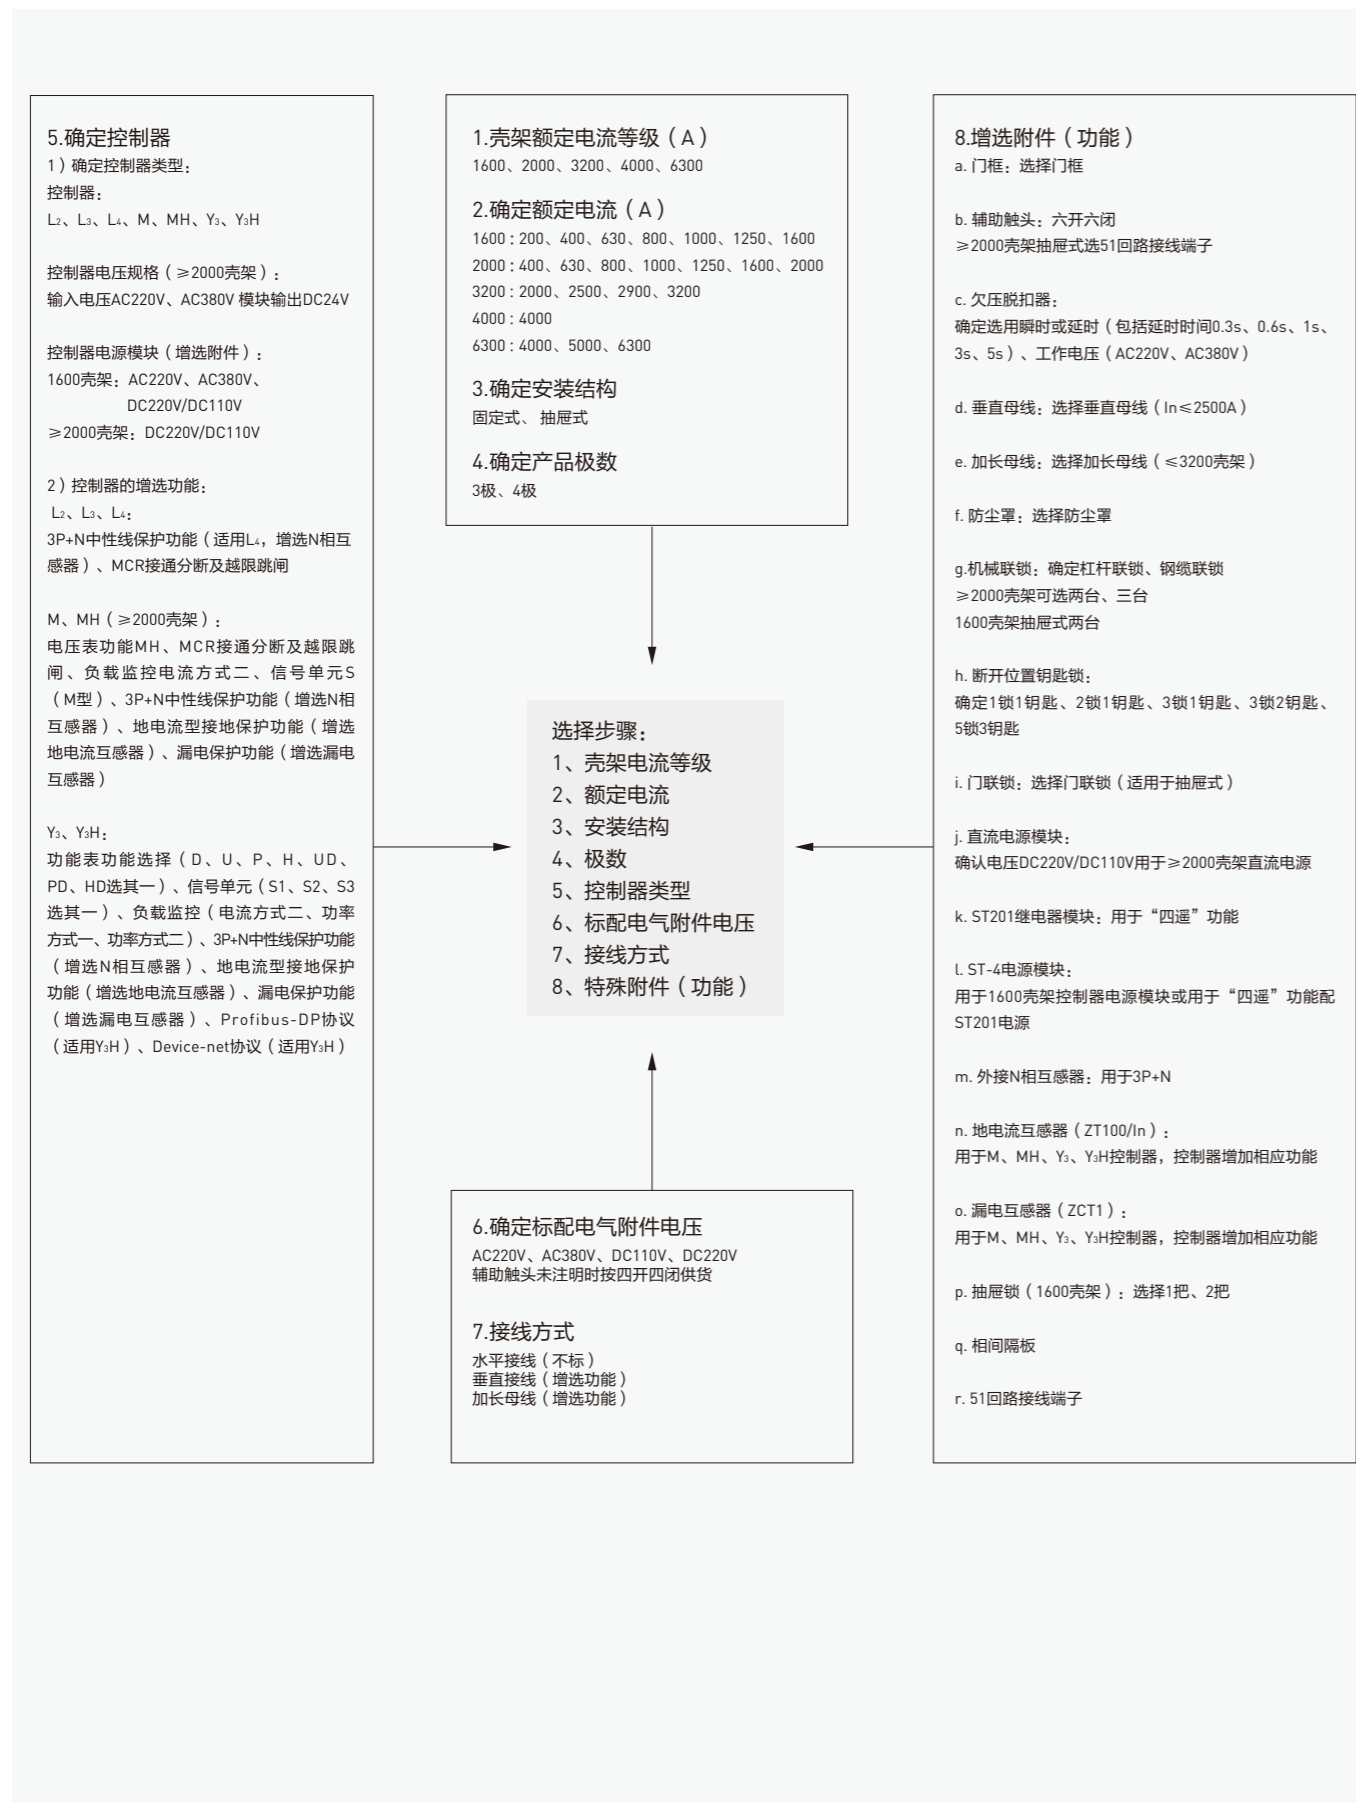 5.确定控制器
1）确定控制器类型：
控制器：
L₂、L₃、L₄、M、MH、Y₃、Y₃H
控制器电压规格（≥2000壳架）：
输入电压AC220V、AC380V 模块输出DC24V
控制器电源模块（增选附件）：
1600壳架：AC220V、AC380V、
DC220V/DC110V
≥2000壳架：DC220V/DC110V
2）控制器的增选功能：
L₂、L₃、L₄：
3P+N中性线保护功能（适用L₄，增选N相互
感器）、MCR接通分断及越限跳闸
M、MH（≥2000壳架）：
电压表功能MH、MCR接通分断及越限跳
闸、负载监控电流方式二、信号单元S
（M型）、3P+N中性线保护功能（增选N相
互感器）、地电流型接地保护功能（增选
地电流互感器）、漏电保护功能（增选漏电
互感器）
Y₃、Y₃H：
功能表功能选择（D、U、P、H、UD、
PD、HD选其一）、信号单元（S1、S2、S3
选其一）、负载监控（电流方式二、功率
方式一、功率方式二）、3P+N中性线保护功能
（增选N相互感器）、地电流型接地保护
功能（增选地电流互感器）、漏电保护功能
（增选漏电互感器）、Profibus-DP协议
（适用Y₃H）、Device-net协议（适用Y₃H）
1.壳架额定电流等级（A）
1600、2000、3200、4000、6300
2.确定额定电流（A）
1600：200、400、630、800、1000、1250、1600
2000：400、630、800、1000、1250、1600、2000
3200：2000、2500、2900、3200
4000：4000
6300：4000、5000、6300
3.确定安装结构
固定式、抽屉式
4.确定产品极数
3极、4极
选择步骤：
1、壳架电流等级
2、额定电流
3、安装结构
4、极数
5、控制器类型
6、标配电气附件电压
7、接线方式
8、特殊附件（功能）
6.确定标配电气附件电压
AC220V、AC380V、DC110V、DC220V
辅助触头未注明时按四开四闭供货
7.接线方式
水平接线（不标）
垂直接线（增选功能）
加长母线（增选功能）
8.增选附件（功能）
a. 门框：选择门框
b. 辅助触头：六开六闭
≥2000壳架抽屉式选51回路接线端子
c. 欠压脱扣器：
确定选用瞬时或延时（包括延时时间0.3s、0.6s、1s、
3s、5s）、工作电压（AC220V、AC380V）
d. 垂直母线：选择垂直母线（In≤2500A）
e. 加长母线：选择加长母线（≤3200壳架）
f. 防尘罩：选择防尘罩
g.机械联锁：确定杠杆联锁、钢缆联锁
≥2000壳架可选两台、三台
1600壳架抽屉式两台
h. 断开位置钥匙锁：
确定1锁1钥匙、2锁1钥匙、3锁1钥匙、3锁2钥匙、
5锁3钥匙
i. 门联锁：选择门联锁（适用于抽屉式）
j. 直流电源模块：
确认电压DC220V/DC110V用于≥2000壳架直流电源
k. ST201继电器模块：用于“四遥”功能
l. ST-4电源模块：
用于1600壳架控制器电源模块或用于“四遥”功能配
ST201电源
m. 外接N相互感器：用于3P+N
n. 地电流互感器（ZT100/In）：
用于M、MH、Y₃、Y₃H控制器，控制器增加相应功能
o. 漏电互感器（ZCT1）：
用于M、MH、Y₃、Y₃H控制器，控制器增加相应功能
p. 抽屉锁（1600壳架）：选择1把、2把
q. 相间隔板
r. 51回路接线端子